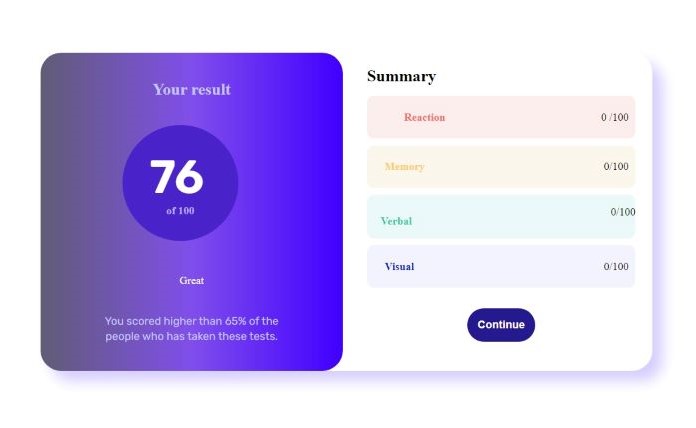 Your result
76
of 100
Great
You scored higher than 65% of the
people who has taken these tests.
Summary
Reaction 0 /100
Memory 0/100
Verbal 0/100
Visual 0/100
Continue